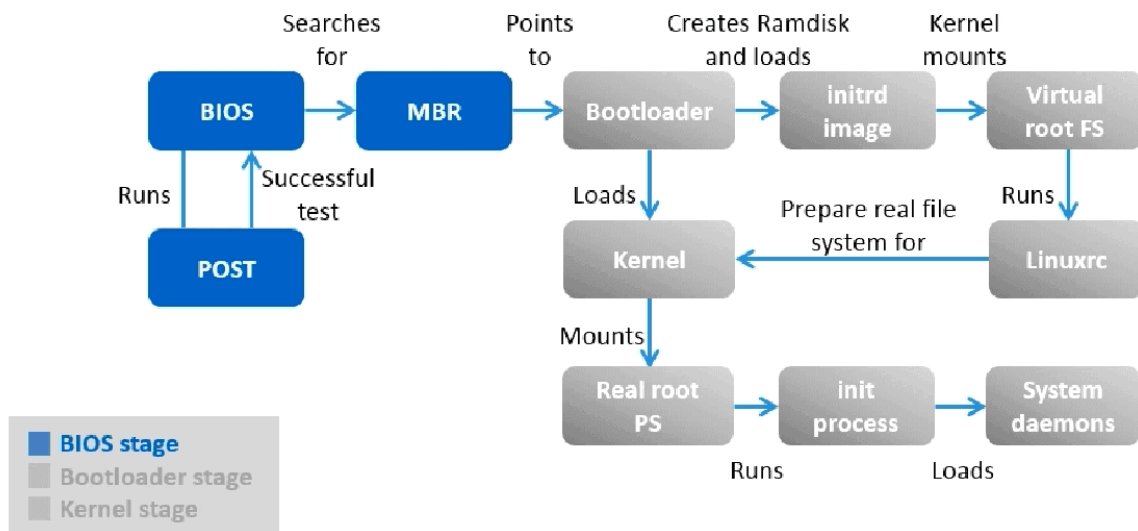 Searches
for
Points
to
Creates Ramdisk
and loads
Kernel
mounts
BIOS
MBR
Bootloader
initrd
image
Virtual
root FS
Runs
Successful
test
Loads
Prepare real file
system for
Runs
POST
Kernel
Linuxrc
Mounts
Real root
PS
init
process
System
daemons
Runs
Loads
BIOS stage
Bootloader stage
Kernel stage